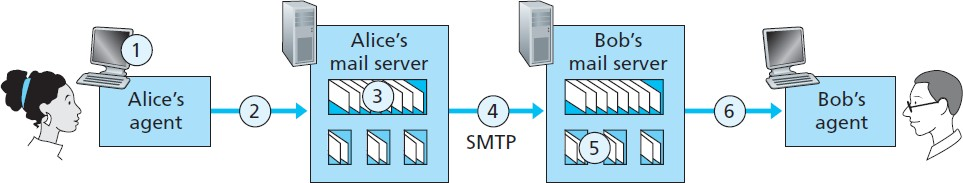 1
Alice's
agent
2
Alice's
mail server
3
4
SMTP
Bob's
mail server
5
6
Bob's
agent